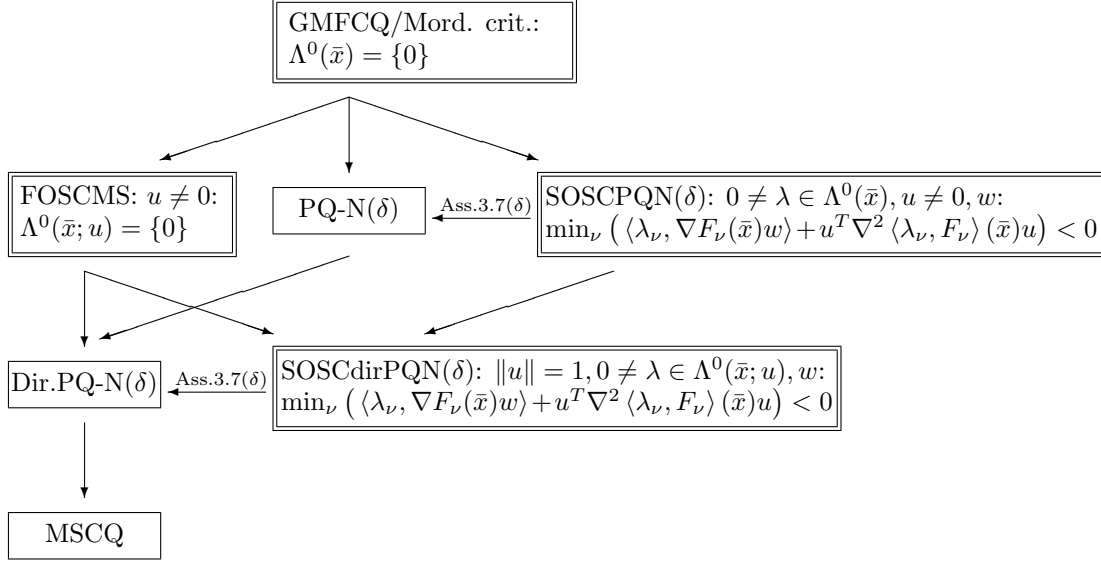 GMFCQ/Mord. crit.:
Λ⁰(x̄) = {0}
FOSCMS: u ≠ 0:
Λ⁰(x̄; u) = {0}
PQ-N(δ)
Ass.3.7(δ)
SOSCPQN(δ): 0 ≠ λ ∈ Λ⁰(x̄), u ≠ 0, w:
min_ν ( ⟨λ_ν, ∇F_ν(x̄)w⟩ + uᵀ∇² ⟨λ_ν, F_ν⟩ (x̄)u ) < 0
Dir.PQ-N(δ)
Ass.3.7(δ)
SOSCdirPQN(δ): ‖u‖ = 1, 0 ≠ λ ∈ Λ⁰(x̄; u), w:
min_ν ( ⟨λ_ν, ∇F_ν(x̄)w⟩ + uᵀ∇² ⟨λ_ν, F_ν⟩ (x̄)u ) < 0
MSCQ